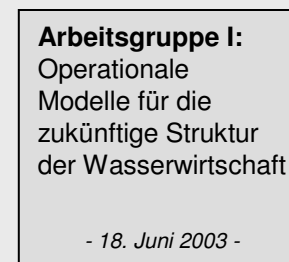 Arbeitsgruppe I:
Operationale
Modelle für die
zukünftige Struktur
der Wasserwirtschaft
- 18. Juni 2003 -